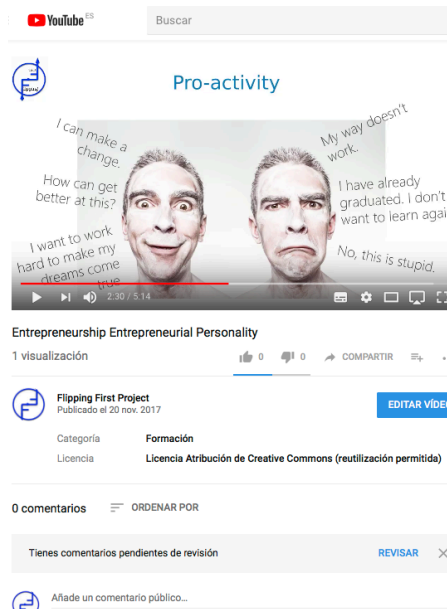 YouTube ES
Buscar
Pro-activity
I can make a
change.
How can get
better at this?
I want to work
hard to make my
dreams come
true
My way doesn't
work.
I have already
graduated. I don't
want to learn agai
No, this is stupid.
2:30 / 5:14
Entrepreneurship Entrepreneurial Personality
1 visualización
0
0
COMPARTIR
Flipping First Project
Publicado el 20 nov. 2017
EDITAR VÍDEO
Categoría Formación
Licencia Licencia Atribución de Creative Commons (reutilización permitida)
0 comentarios
ORDENAR POR
Tienes comentarios pendientes de revisión
REVISAR
Añade un comentario público...